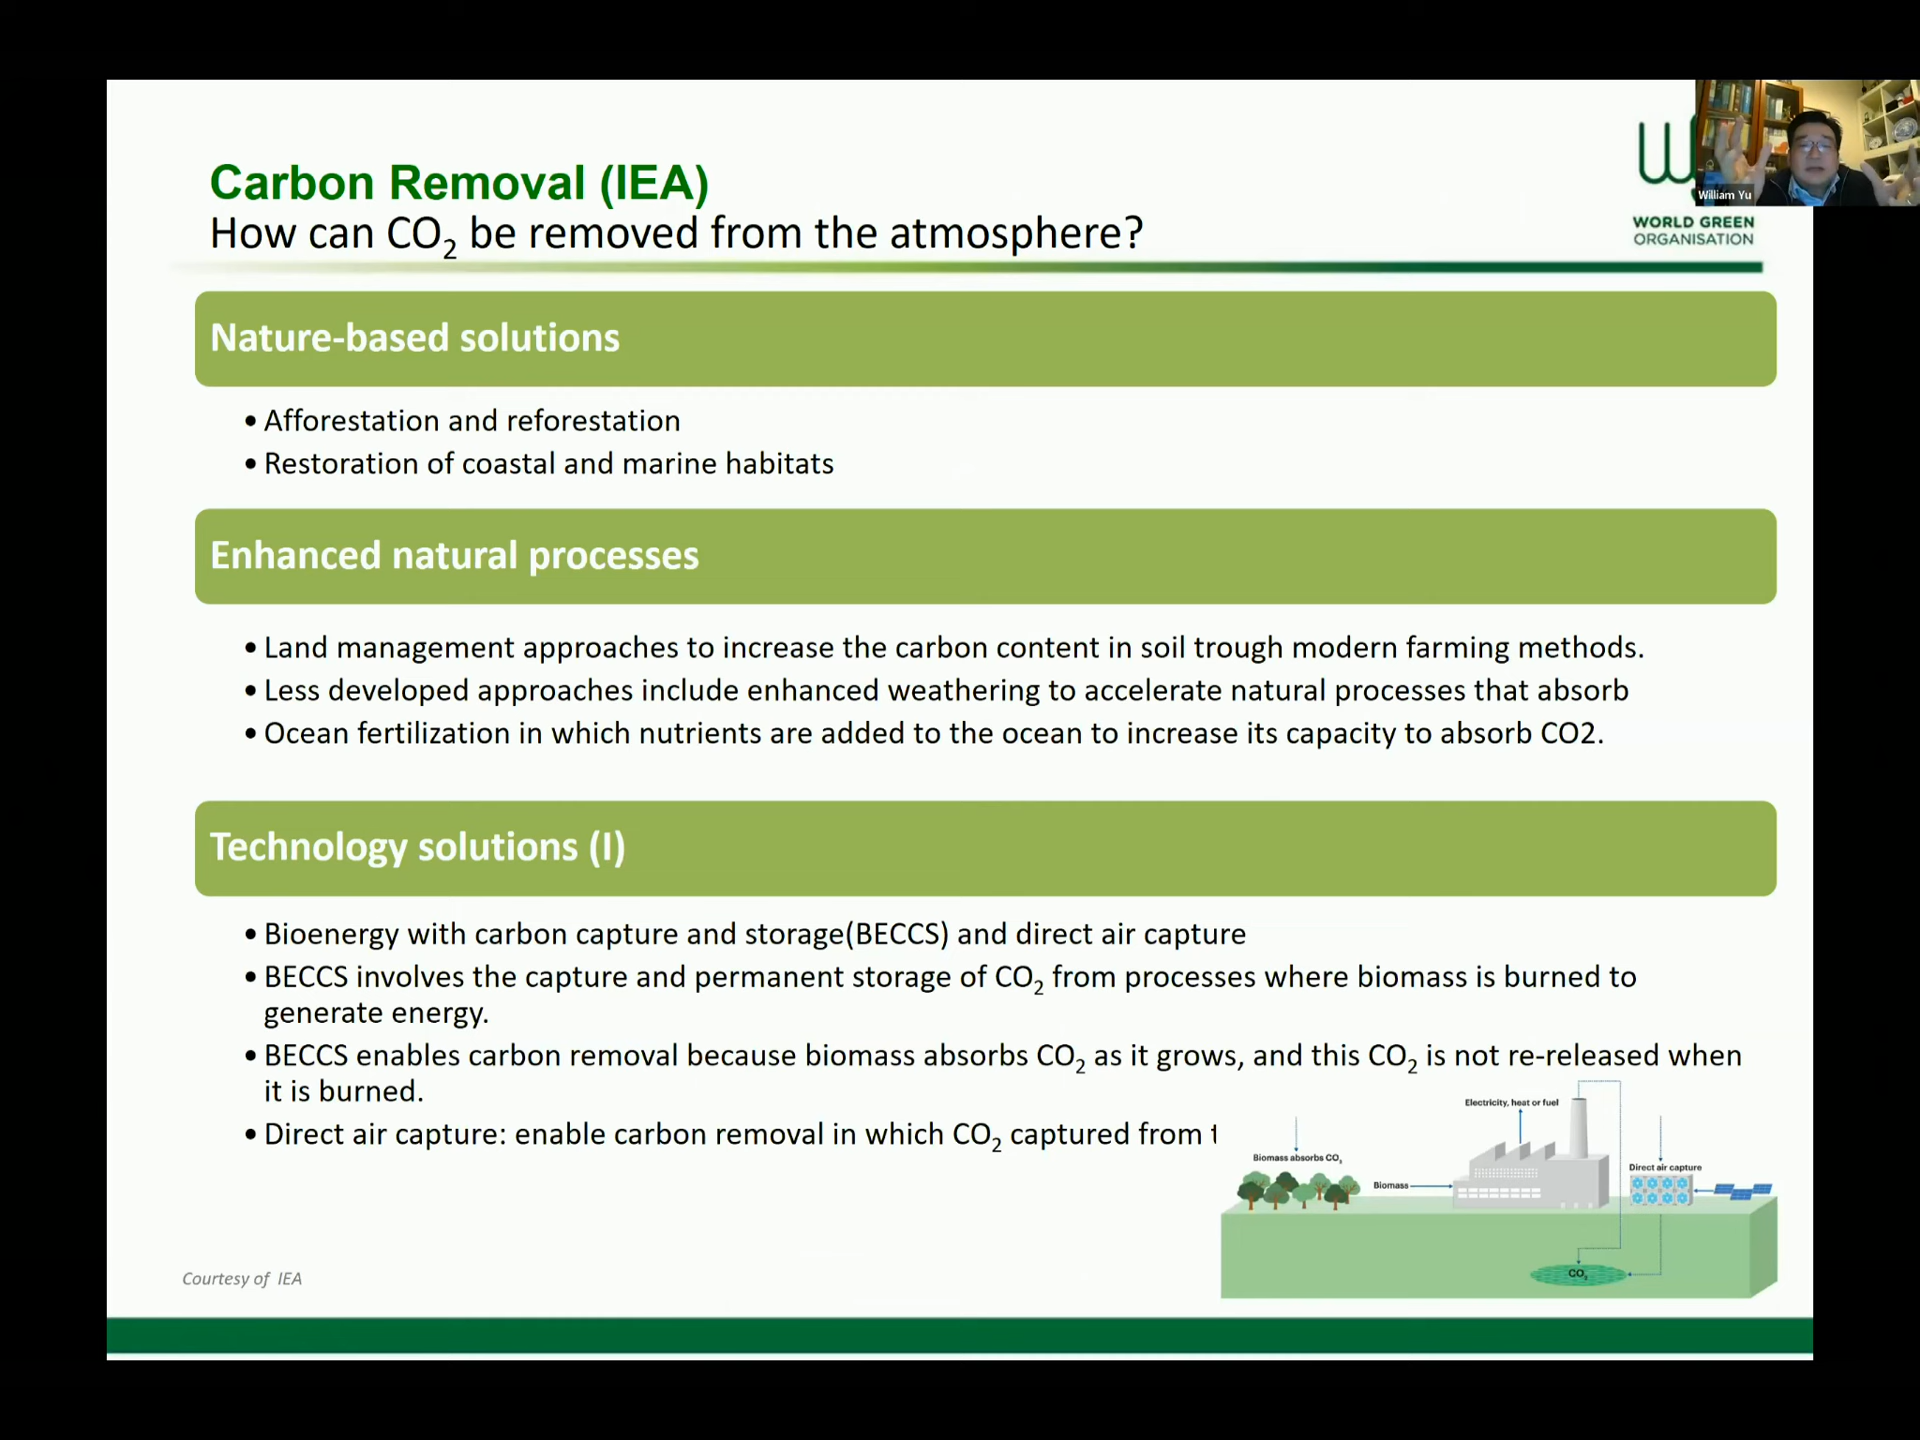 Carbon Removal (IEA)
How can CO₂ be removed from the atmosphere?
William Yu
WORLD GREEN
ORGANISATION
Nature-based solutions
• Afforestation and reforestation
• Restoration of coastal and marine habitats
Enhanced natural processes
• Land management approaches to increase the carbon content in soil trough modern farming methods.
• Less developed approaches include enhanced weathering to accelerate natural processes that absorb
• Ocean fertilization in which nutrients are added to the ocean to increase its capacity to absorb CO2.
Technology solutions (I)
• Bioenergy with carbon capture and storage(BECCS) and direct air capture
• BECCS involves the capture and permanent storage of CO₂ from processes where biomass is burned to
generate energy.
• BECCS enables carbon removal because biomass absorbs CO₂ as it grows, and this CO₂ is not re-released when
it is burned.
• Direct air capture: enable carbon removal in which CO₂ captured from
Electricity, heat or fuel
Biomass absorbs CO₂
Biomass
Direct air capture
CO₂
Courtesy of IEA